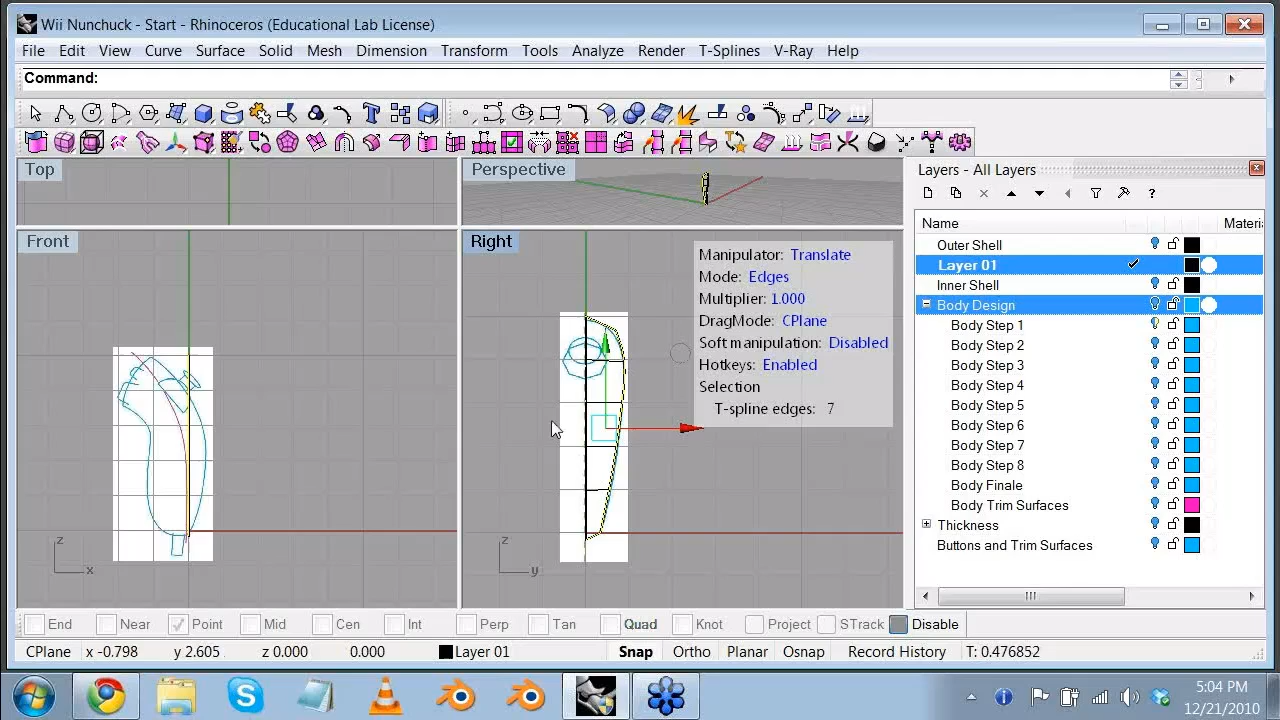 Wii Nunchuck - Start - Rhinoceros (Educational Lab License)
File Edit View Curve Surface Solid Mesh Dimension Transform Tools Analyze Render T-Splines V-Ray Help
Command:
Top
Perspective
Front
Right
Manipulator: Translate
Mode: Edges
Multiplier: 1.000
DragMode: CPlane
Soft manipulation: Disabled
Hotkeys: Enabled
Selection
T-spline edges: 7
z
x
z
y
Layers - All Layers
Name Materi
Outer Shell
Layer 01
Inner Shell
Body Design
Body Step 1
Body Step 2
Body Step 3
Body Step 4
Body Step 5
Body Step 6
Body Step 7
Body Step 8
Body Finale
Body Trim Surfaces
Thickness
Buttons and Trim Surfaces
End Near Point Mid Cen Int Perp Tan Quad Knot Project STrack Disable
CPlane x -0.798 y 2.605 z 0.000 0.000 Layer 01 Snap Ortho Planar Osnap Record History T: 0.476852
5:04 PM
12/21/2010